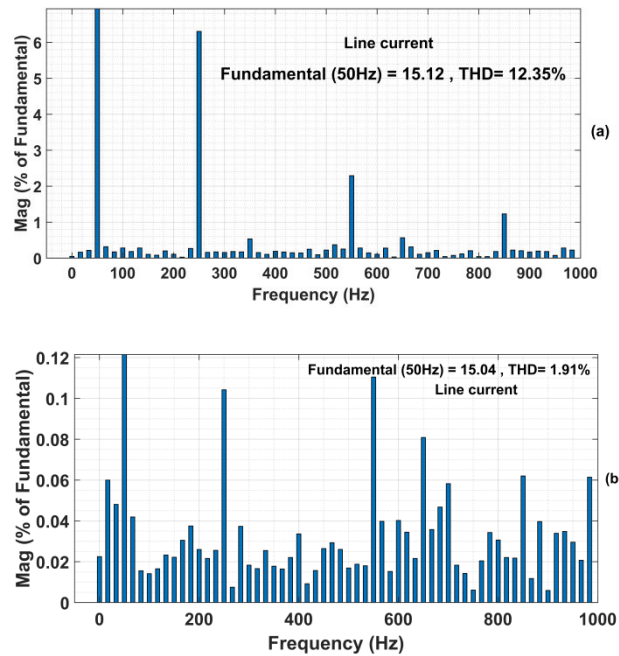 Line current
Fundamental (50Hz) = 15.12 , THD= 12.35%
(a)
Mag (% of Fundamental)
6
5
4
3
2
1
0
0 100 200 300 400 500 600 700 800 900 1000
Frequency (Hz)
Fundamental (50Hz) = 15.04 , THD= 1.91%
Line current
(b
Mag (% of Fundamental)
0.12
0.1
0.08
0.06
0.04
0.02
0
0 200 400 600 800 1000
Frequency (Hz)